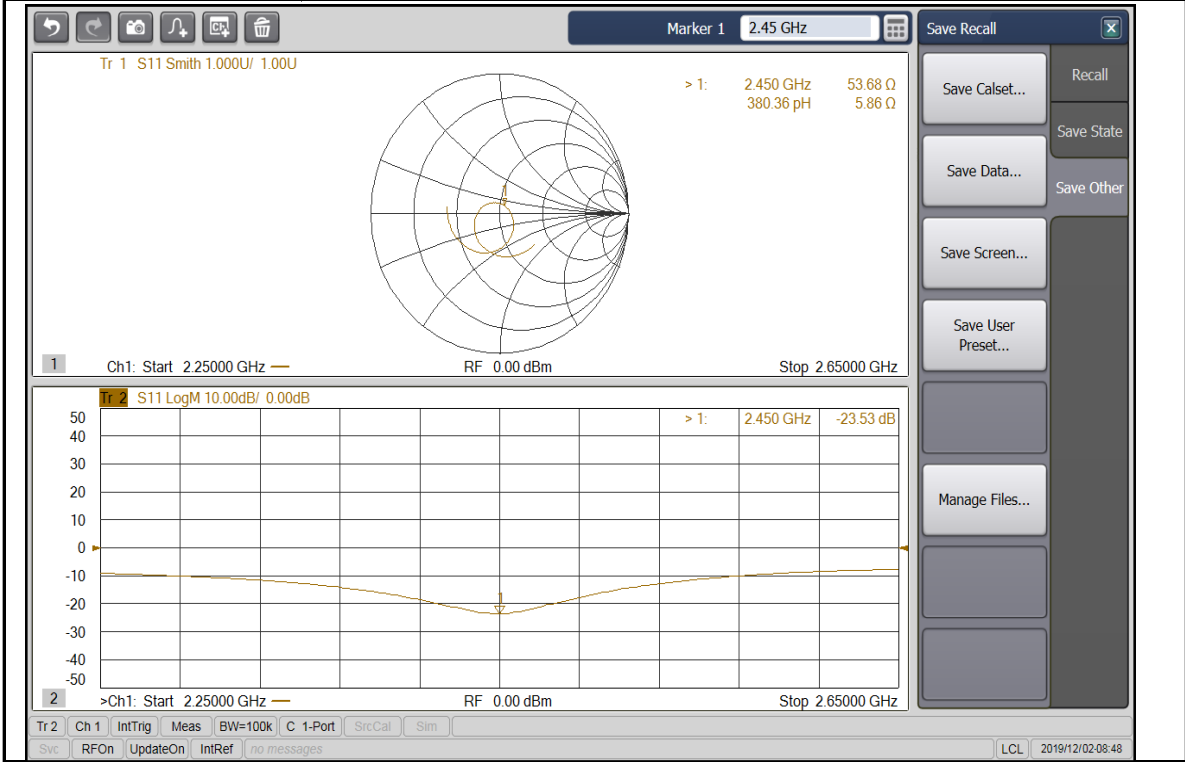 Marker 1 2.45 GHz
Save Recall X
Tr 1 S11 Smith 1.000U/ 1.00U
> 1: 2.450 GHz 53.68 Ω
380.36 pH 5.86 Ω
1
1 Ch1: Start 2.25000 GHz RF 0.00 dBm Stop 2.65000 GHz
Tr 2 S11 LogM 10.00dB/ 0.00dB
> 1: 2.450 GHz -23.53 dB
50
40
30
20
10
0
-10
-20
-30
-40
-50
1
2 >Ch1: Start 2.25000 GHz RF 0.00 dBm Stop 2.65000 GHz
Save Calset...
Save Data...
Save Screen...
Save User
Preset...
Manage Files...
Recall
Save State
Save Other
Tr 2 Ch 1 IntTrig Meas BW=100k C 1-Port SrcCal Sim
Svc RFOn UpdateOn IntRef no messages LCL 2019/12/02-08:48